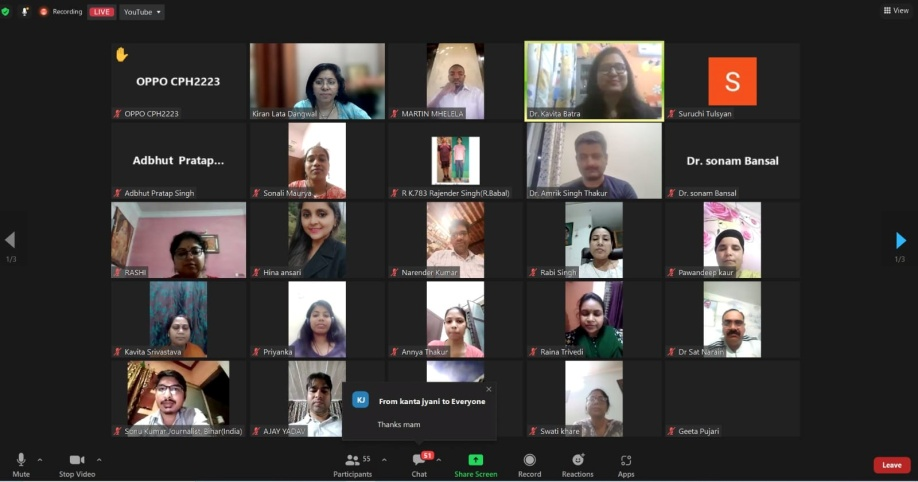 Recording
LIVE
YouTube
View
OPPO CPH2223
OPPO CPH2223
Kiran Lata Dangwal
MARTIN MHELELA
Dr. Kavita Batra
S
Suruchi Tulsyan
Adbhut Pratap...
Adbhut Pratap Singh
Sonali Maurya
R K.783 Rajender Singh(R.Babal)
Dr. Amrik Singh Thakur
Dr. sonam Bansal
Dr. sonam Bansal
1/3
RASHI
Hina ansari
Narender Kumar
Rabi Singh
Pawandeep kaur
1/3
Kavita Srivastava
Priyanka
Annya Thakur
Raina Trivedi
Dr Sat Narain
Sonu Kumar Journalist, Bihar(India)
AJAY YADAV
KJ
From kanta jyani to Everyone
Thanks mam
Swati khare
Geeta Pujari
Mute
Stop Video
55
Participants
51
Chat
Share Screen
Record
Reactions
Apps
Leave